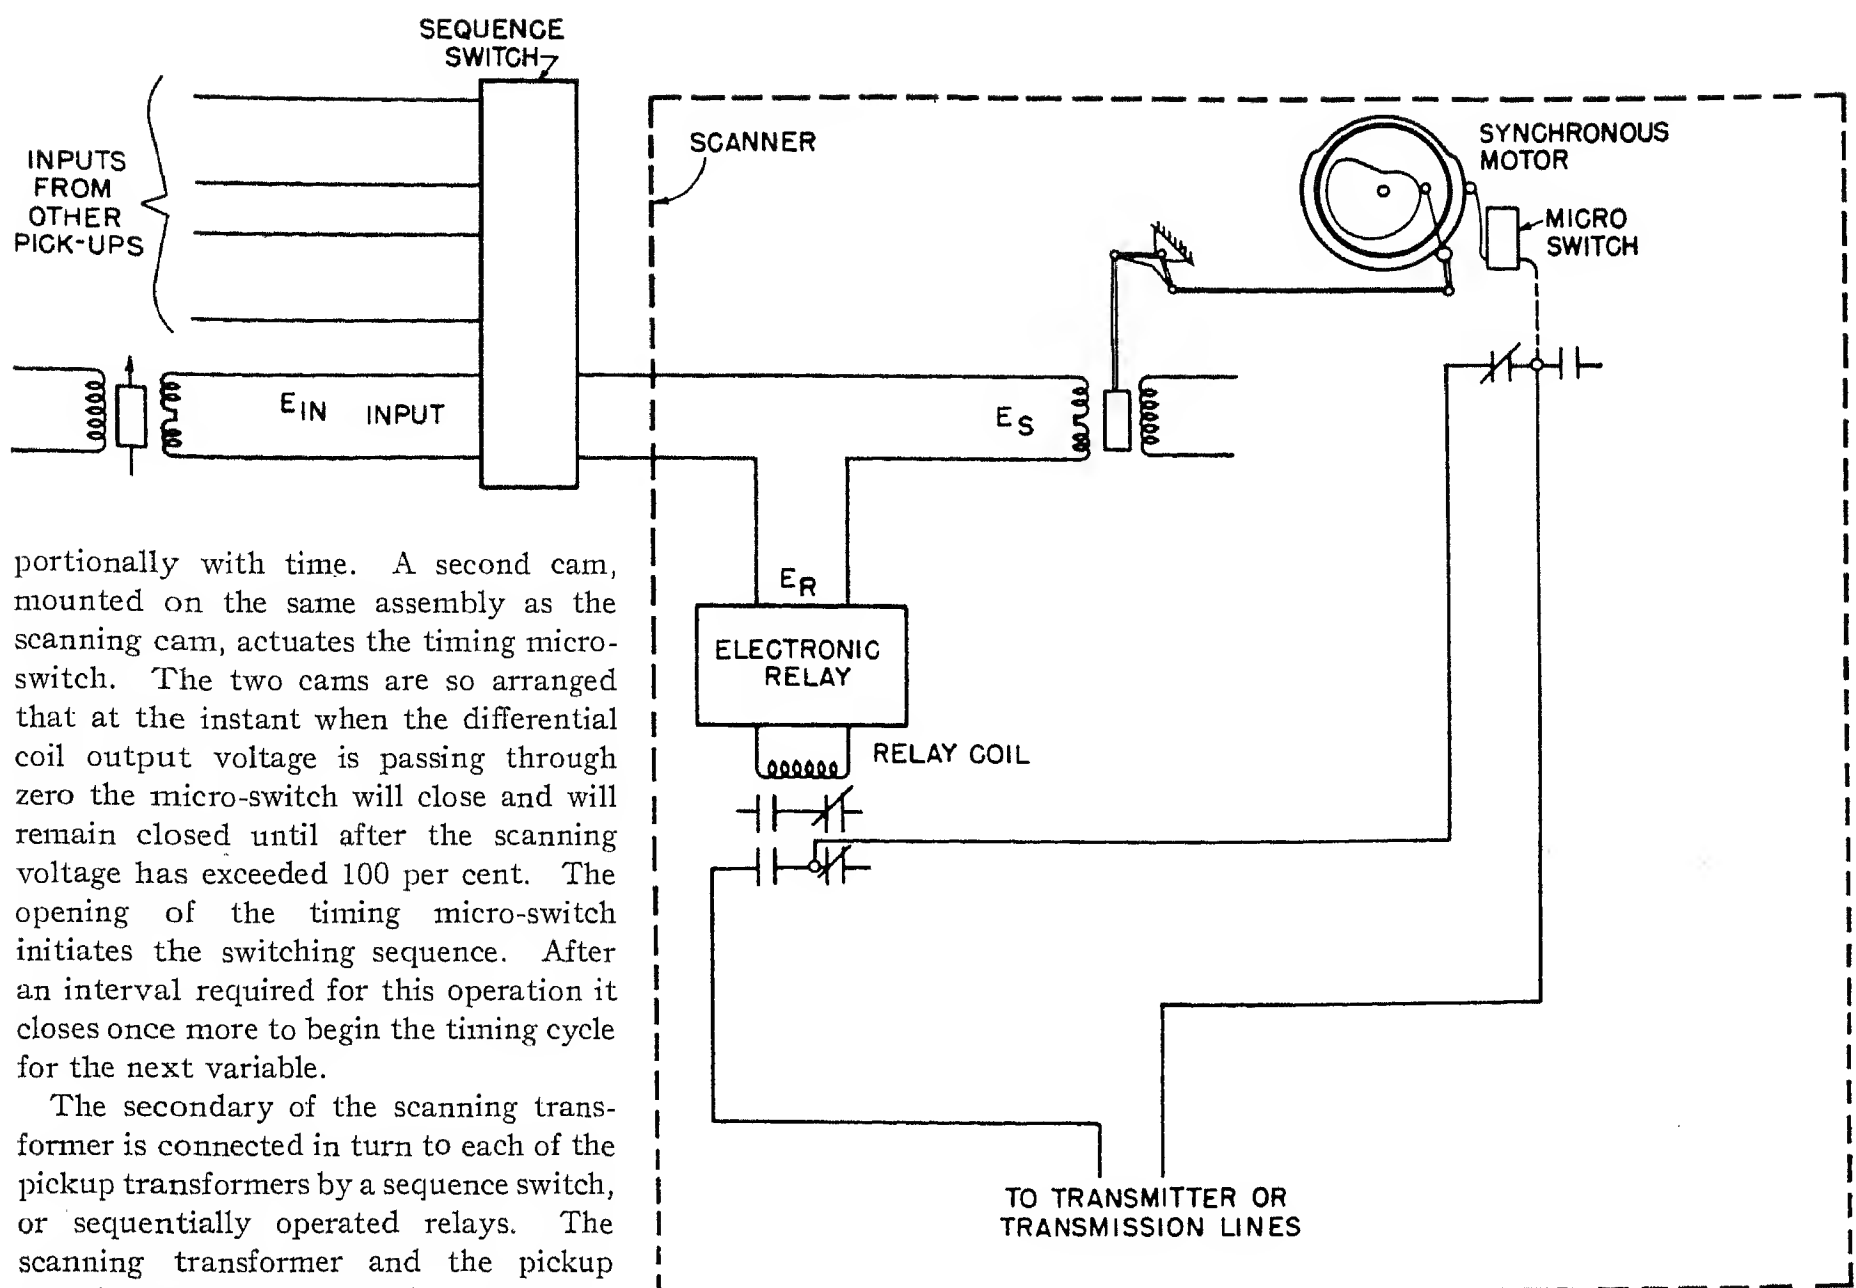 SEQUENCE
SWITCH
INPUTS
FROM
OTHER
PICK-UPS
SCANNER
SYNCHRONOUS
MOTOR
MICRO
SWITCH
EIN INPUT
ES
ER
ELECTRONIC
RELAY
RELAY COIL
TO TRANSMITTER OR
TRANSMISSION LINES
portionally with time. A second cam,
mounted on the same assembly as the
scanning cam, actuates the timing micro-
switch. The two cams are so arranged
that at the instant when the differential
coil output voltage is passing through
zero the micro-switch will close and will
remain closed until after the scanning
voltage has exceeded 100 per cent. The
opening of the timing micro-switch
initiates the switching sequence. After
an interval required for this operation it
closes once more to begin the timing cycle
for the next variable.
The secondary of the scanning trans-
former is connected in turn to each of the
pickup transformers by a sequence switch,
or sequentially operated relays. The
scanning transformer and the pickup